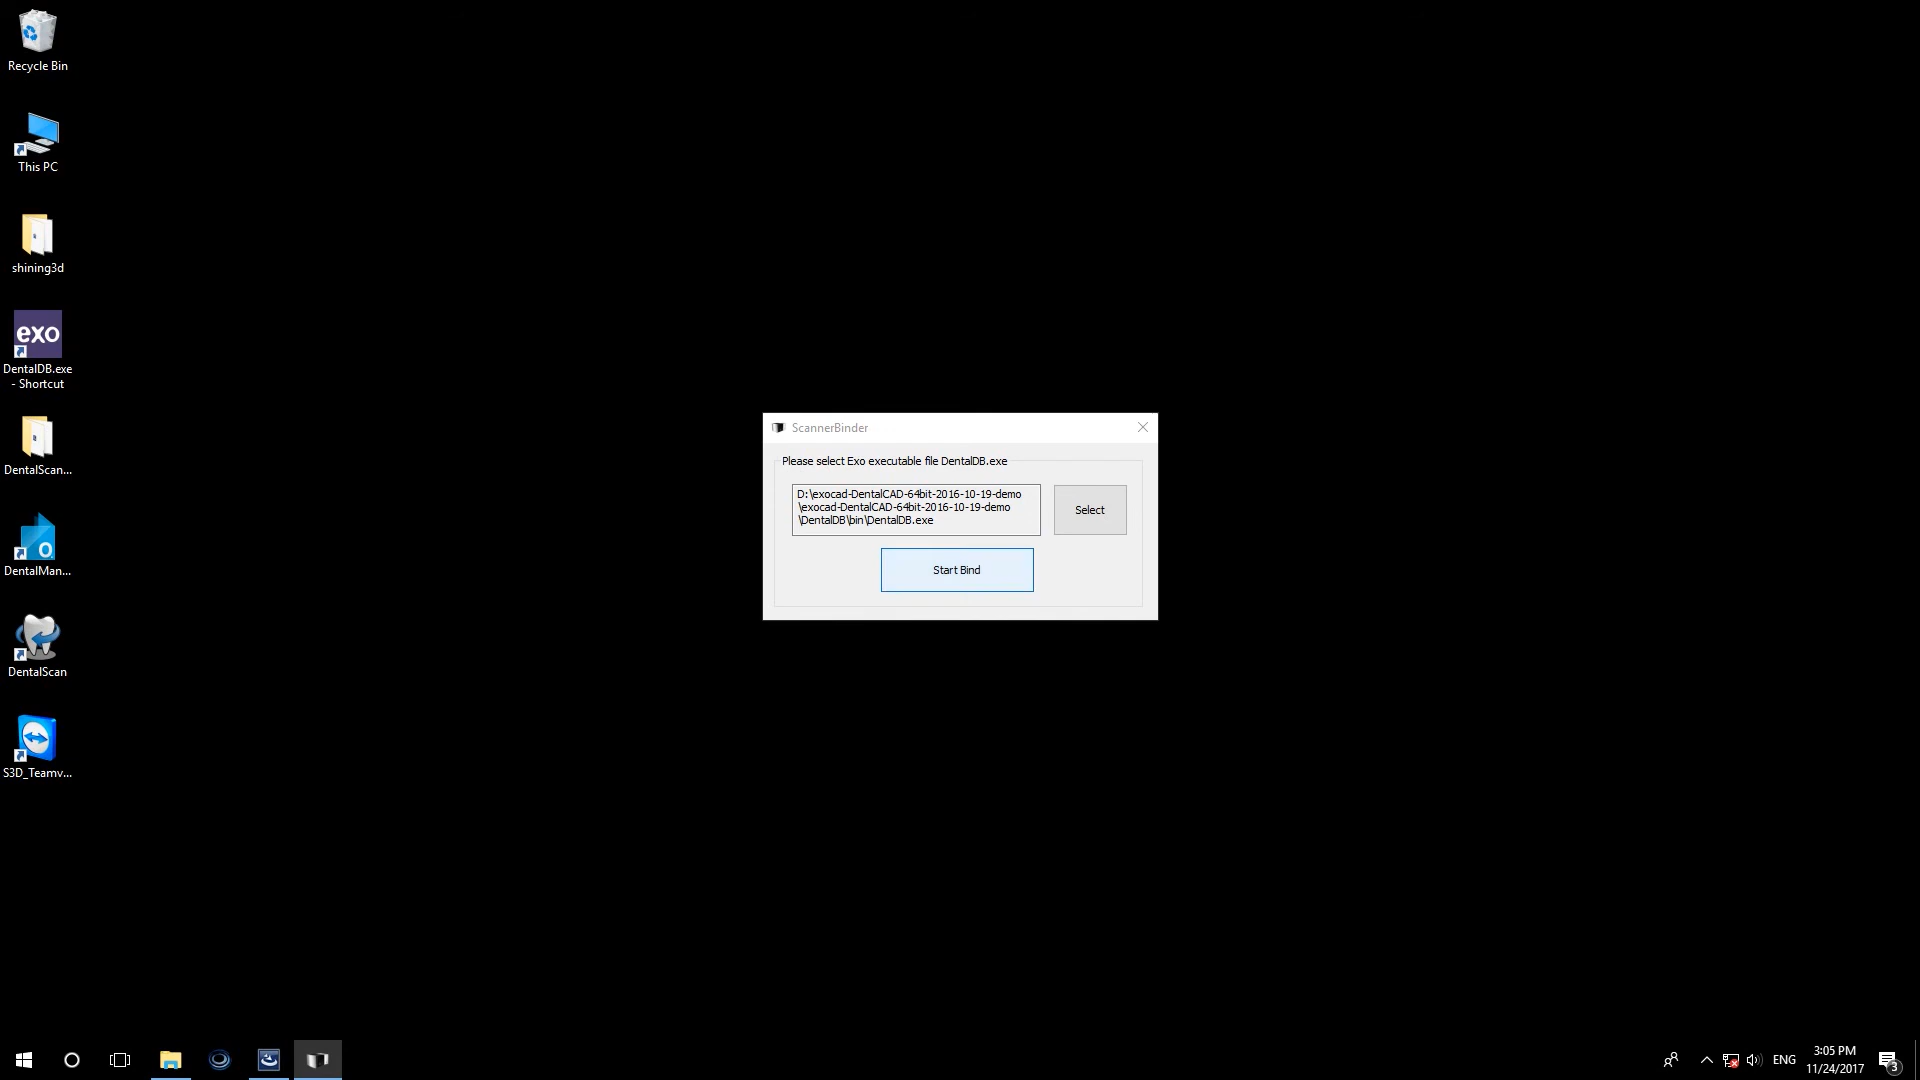 Recycle Bin
This PC
shining3d
exo
DentalDB.exe
- Shortcut
DentalScan...
O
DentalMan...
DentalScan
S3D_Teamv...
ScannerBinder
Please select Exo executable file DentalDB.exe
D:\exocad-DentalCAD-64bit-2016-10-19-demo
\exocad-DentalCAD-64bit-2016-10-19-demo
\DentalDB\bin\DentalDB.exe
Select
Start Bind
ENG
3:05 PM
11/24/2017
3